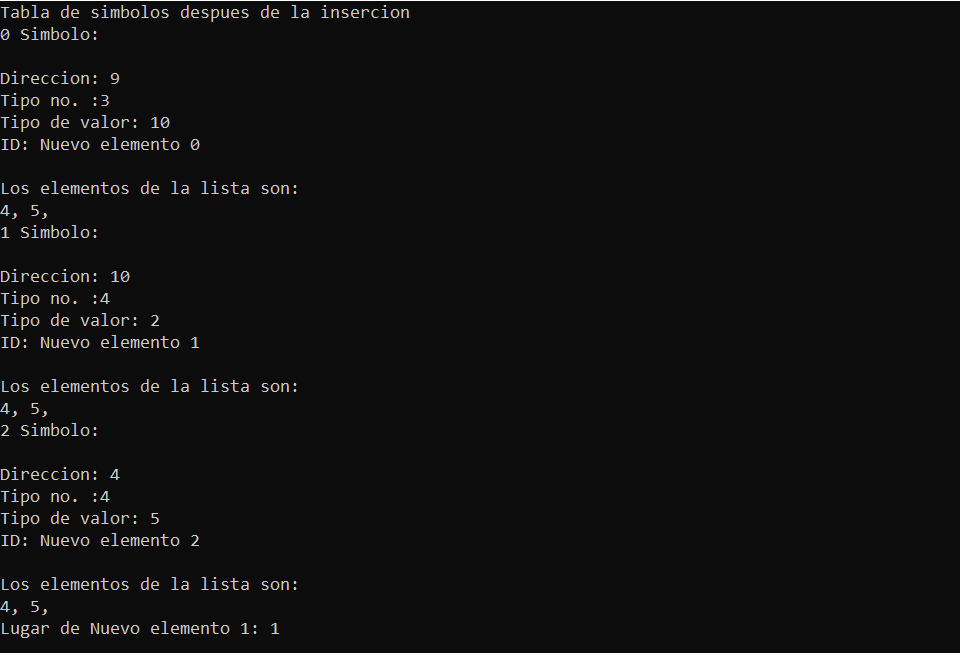 Tabla de simbolos despues de la insercion
0 Simbolo:
Direccion: 9
Tipo no. :3
Tipo de valor: 10
ID: Nuevo elemento 0
Los elementos de la lista son:
4, 5,
1 Simbolo:
Direccion: 10
Tipo no. :4
Tipo de valor: 2
ID: Nuevo elemento 1
Los elementos de la lista son:
4, 5,
2 Simbolo:
Direccion: 4
Tipo no. :4
Tipo de valor: 5
ID: Nuevo elemento 2
Los elementos de la lista son:
4, 5,
Lugar de Nuevo elemento 1: 1